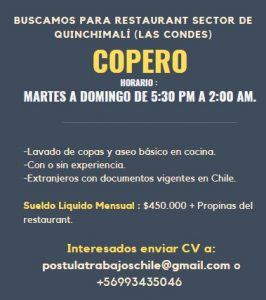 BUSCAMOS PARA RESTAURANT SECTOR DE
QUINCHIMALÍ (LAS CONDES)
COPERO
HORARIO :
MARTES A DOMINGO DE 5:30 PM A 2:00 AM.
-Lavado de copas y aseo básico en cocina.
-Con o sin experiencia.
-Extranjeros con documentos vigentes en Chile.
Sueldo Líquido Mensual : $450.000 + Propinas del
restaurant.
Interesados enviar CV a:
postulatrabajoschile@gmail.com o
+56993435046